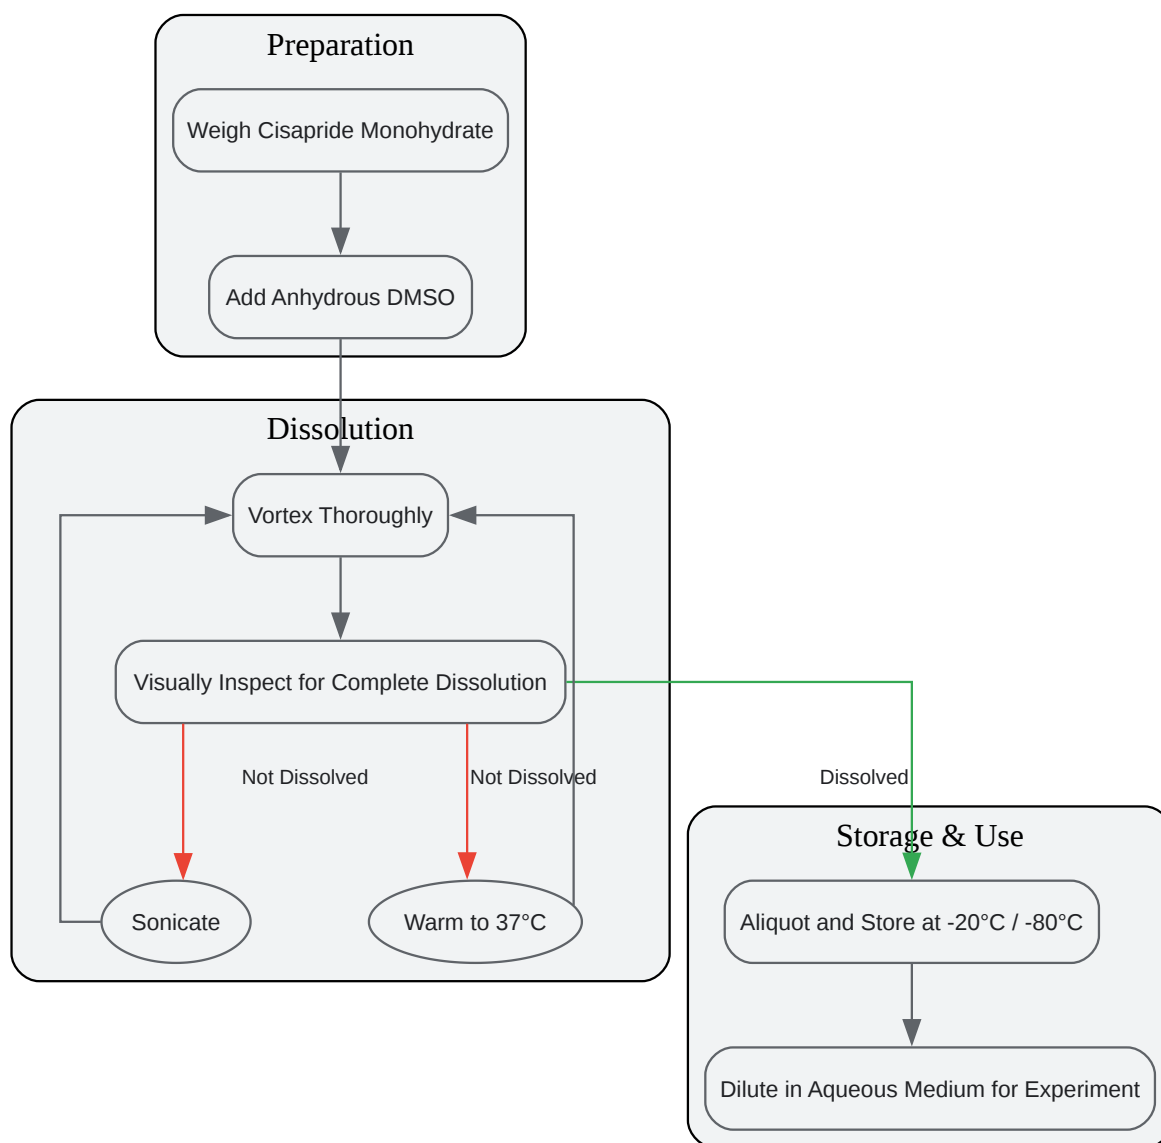 Preparation
Weigh Cisapride Monohydrate
Add Anhydrous DMSO
Dissolution
Vortex Thoroughly
Visually Inspect for Complete Dissolution
Not Dissolved
Not Dissolved
Dissolved
Sonicate
Warm to 37°C
Storage & Use
Aliquot and Store at -20°C / -80°C
Dilute in Aqueous Medium for Experiment